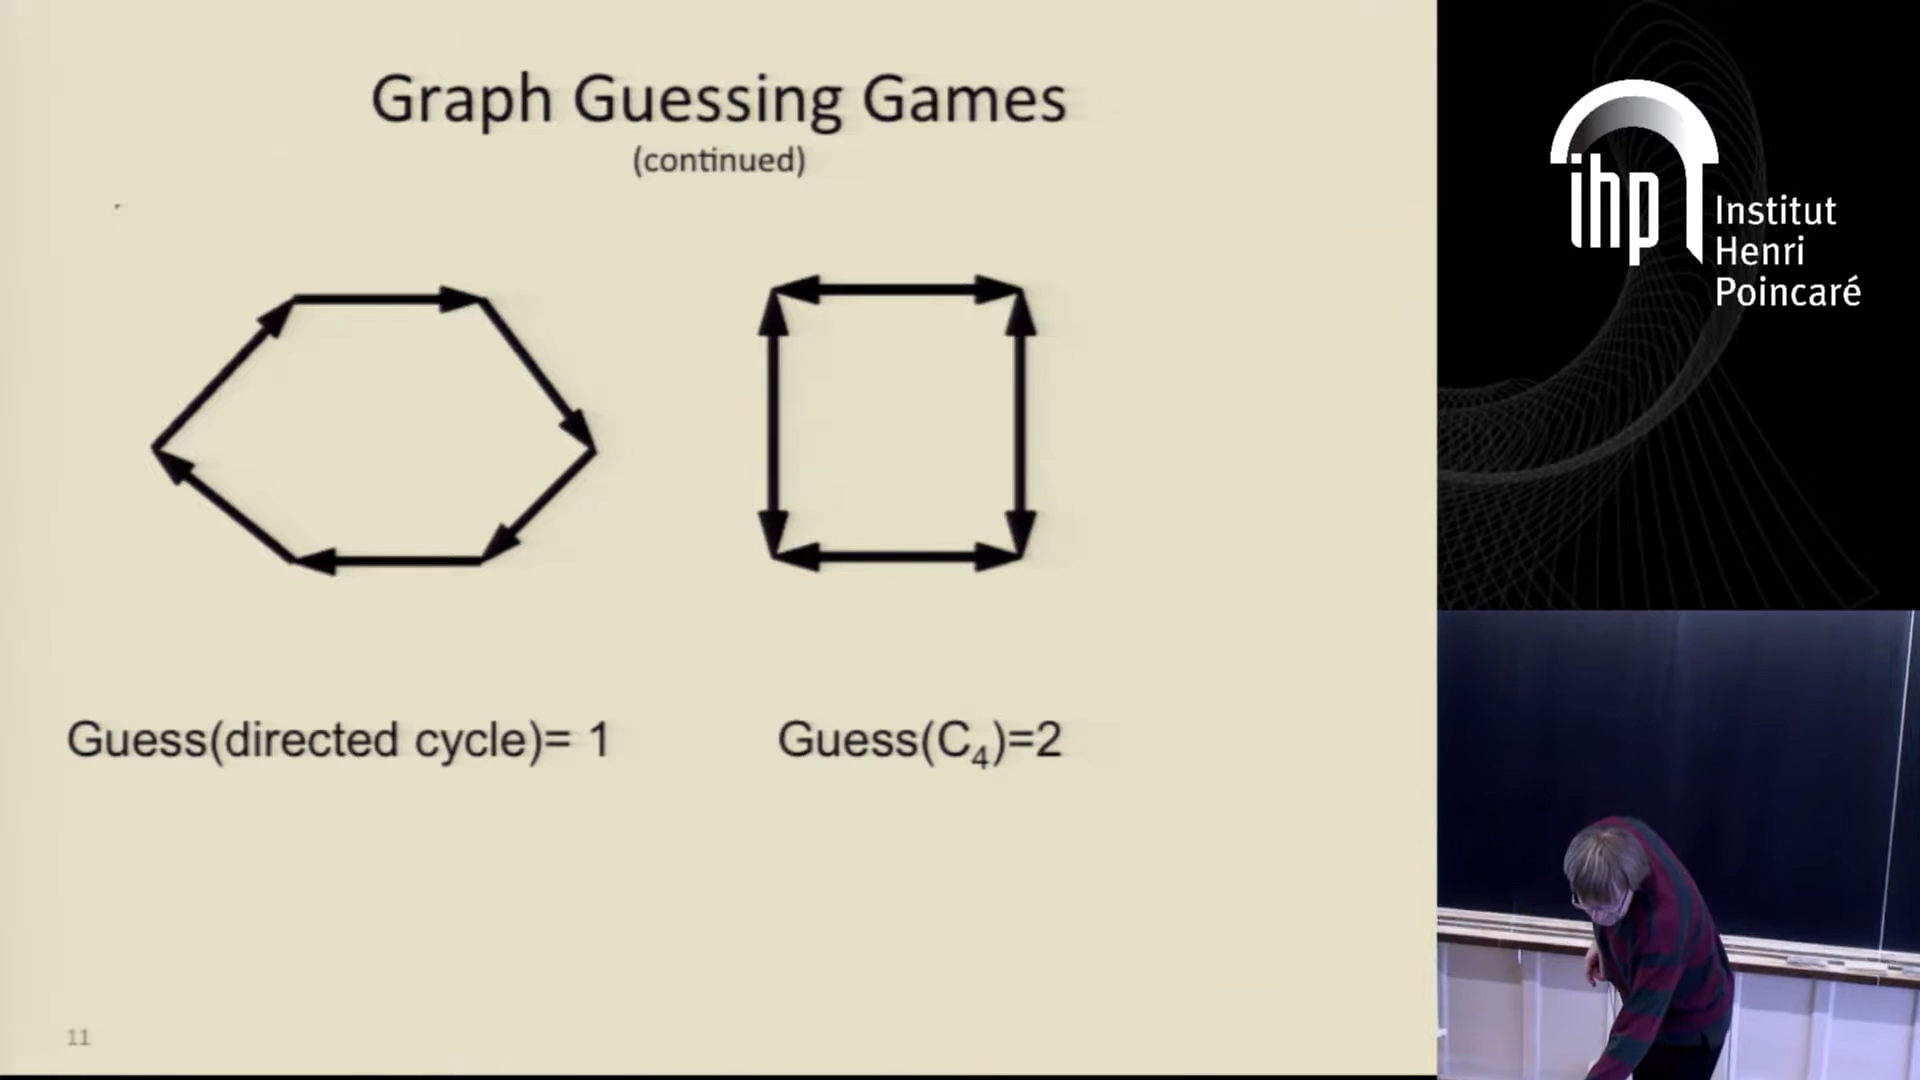 Graph Guessing Games
(continued)
Guess(directed cycle)= 1
Guess(C₄)=2
11
ihp
Institut
Henri
Poincaré